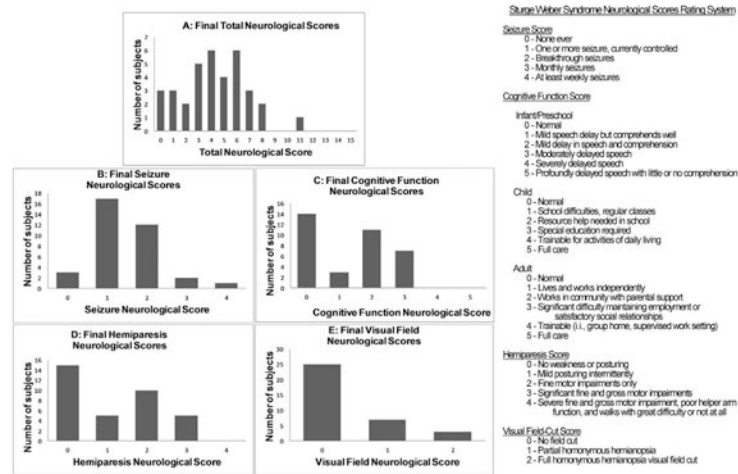 A: Final Total Neurological Scores
Number of subjects
7
6
5
4
3
2
1
0
0 1 2 3 4 5 6 7 8 9 10 11 12 13 14 15
Total Neurological Score
B: Final Seizure
Neurological Scores
Number of subjects
18
16
14
12
10
8
6
4
2
0
0 1 2 3 4
Seizure Neurological Score
C: Final Cognitive Function
Neurological Scores
Number of subjects
16
14
12
10
8
6
4
2
0
0 1 2 3 4 5
Cognitive Function Neurological Score
D: Final Hemiparesis
Neurological Scores
Number of subjects
16
14
12
10
8
6
4
2
0
0 1 2 3 4
Hemiparesis Neurological Score
E: Final Visual Field
Neurological Scores
Number of subjects
30
25
20
15
10
5
0
0 1 2
Visual Field Neurological Score
Sturge Weber Syndrome Neurological Scores Rating System
Seizure Score
0 - None ever
1 - One or more seizure, currently controlled
2 - Breakthrough seizures
3 - Monthly seizures
4 - At least weekly seizures
Cognitive Function Score
Infant/Preschool
0 - Normal
1 - Mild speech delay but comprehends well
2 - Mild delay in speech and comprehension
3 - Moderately delayed speech
4 - Severely delayed speech
5 - Profoundly delayed speech with little or no comprehension
Child
0 - Normal
1 - School difficulties, regular classes
2 - Resource help needed in school
3 - Special education required
4 - Trainable for activities of daily living
5 - Full care
Adult
0 - Normal
1 - Lives and works independently
2 - Works in community with parental support
3 - Significant difficulty maintaining employment or
satisfactory social relationships
4 - Trainable (i.i., group home, supervised work setting)
5 - Full care
Hemiparesis Score
0 - No weakness or posturing
1 - Mild posturing intermittently
2 - Fine motor impairments only
3 - Significant fine and gross motor impairments
4 - Severe fine and gross motor impairment, poor helper arm
function, and walks with great difficulty or not at all
Visual Field-Cut Score
0 - No field cut
1 - Partial homonymous hemianopsia
2 - Full homonymous hemianopsia visual field cut